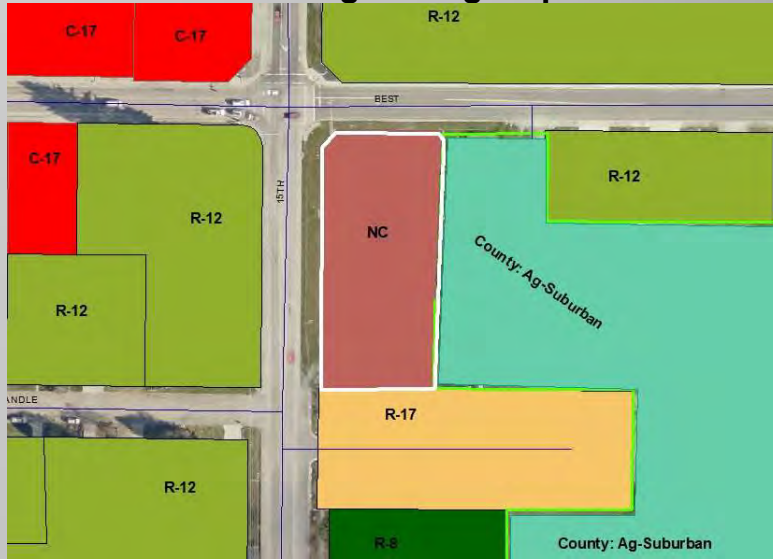 C-17
C-17
R-12
BEST
C-17
R-12
15TH
R-12
NC
County: Ag-Suburban
R-12
ANDLE
R-17
R-12
R-8
County: Ag-Suburban